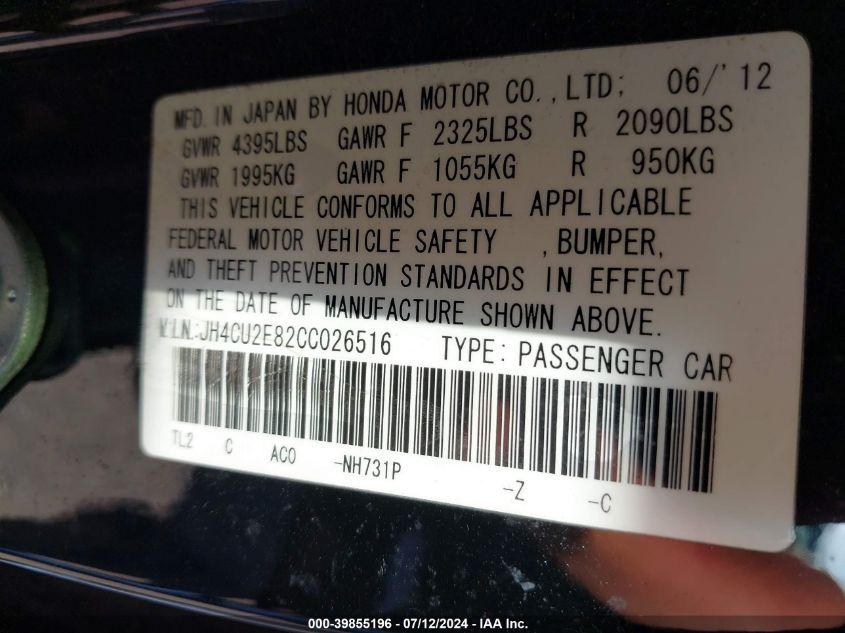 MFD. IN JAPAN BY HONDA MOTOR CO., LTD; 06/'12
GVWR 4395LBS GAWR F 2325LBS R 2090LBS
GVWR 1995KG GAWR F 1055KG R 950KG
THIS VEHICLE CONFORMS TO ALL APPLICABLE
FEDERAL MOTOR VEHICLE SAFETY , BUMPER,
AND THEFT PREVENTION STANDARDS IN EFFECT
ON THE DATE OF MANUFACTURE SHOWN ABOVE.
V.I.N.:JH4CU2E82CC026516 TYPE: PASSENGER CAR
TL2 C AC0 -NH731P -Z -C
000-39855196 - 07/12/2024 - IAA Inc.